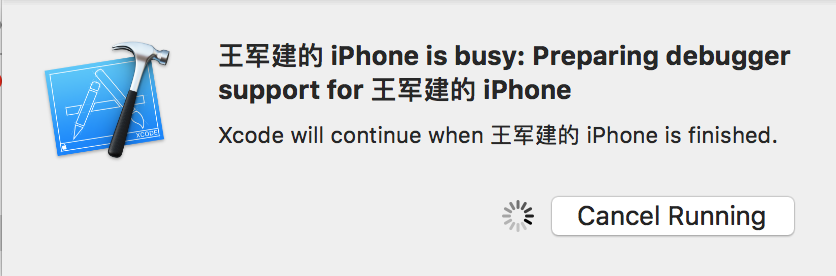 王军建的 iPhone is busy: Preparing debugger
support for 王军建的 iPhone
Xcode will continue when 王军建的 iPhone is finished.
XCODE
Cancel Running